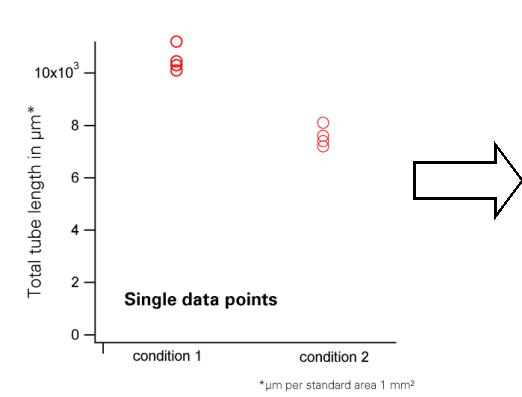 Total tube length in µm*
10x10³
8
6
4
2
0
Single data points
condition 1 condition 2
*µm per standard area 1 mm²